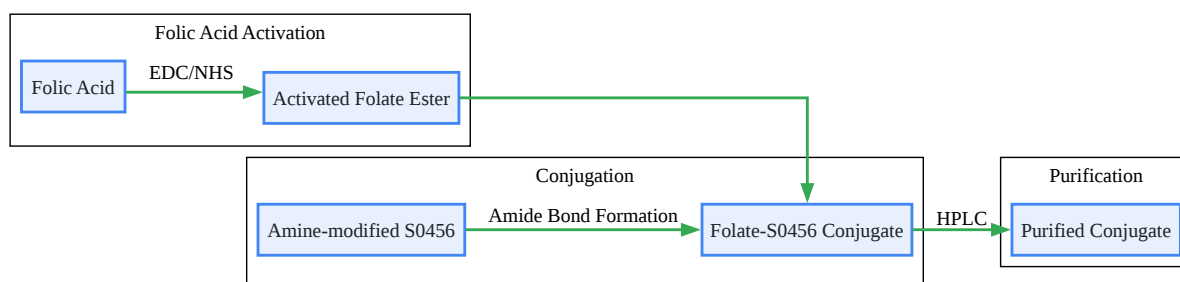 Folic Acid Activation
Folic Acid
EDC/NHS
Activated Folate Ester
Conjugation
Amine-modified S0456
Amide Bond Formation
Folate-S0456 Conjugate
HPLC
Purification
Purified Conjugate